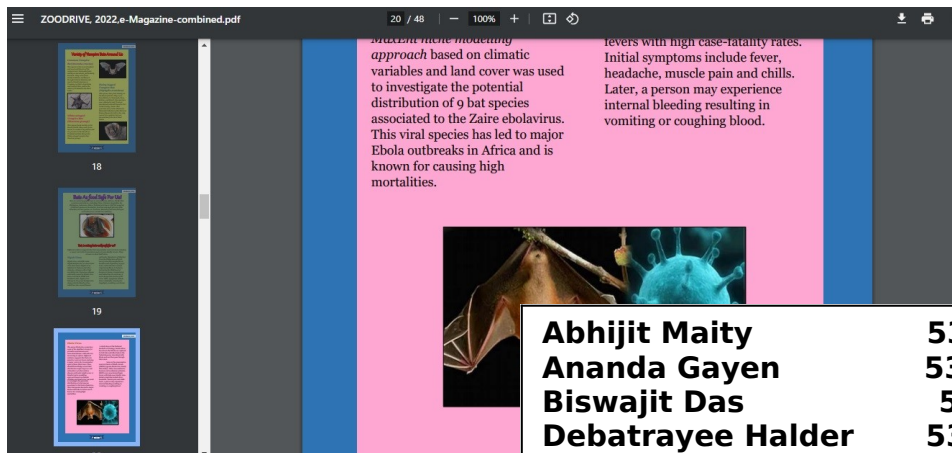 ZOODRIVE, 2022,e-Magazine-combined.pdf
20 / 48
100%
18
19
MaxEnt niche modelling
approach based on climatic
variables and land cover was used
to investigate the potential
distribution of 9 bat species
associated to the Zaire ebolavirus.
This viral species has led to major
Ebola outbreaks in Africa and is
known for causing high
mortalities.
fevers with high case-fatality rates.
Initial symptoms include fever,
headache, muscle pain and chills.
Later, a person may experience
internal bleeding resulting in
vomiting or coughing blood.
Abhijit Maity 53
Ananda Gayen 53
Biswajit Das 5
Debatrayee Halder 53